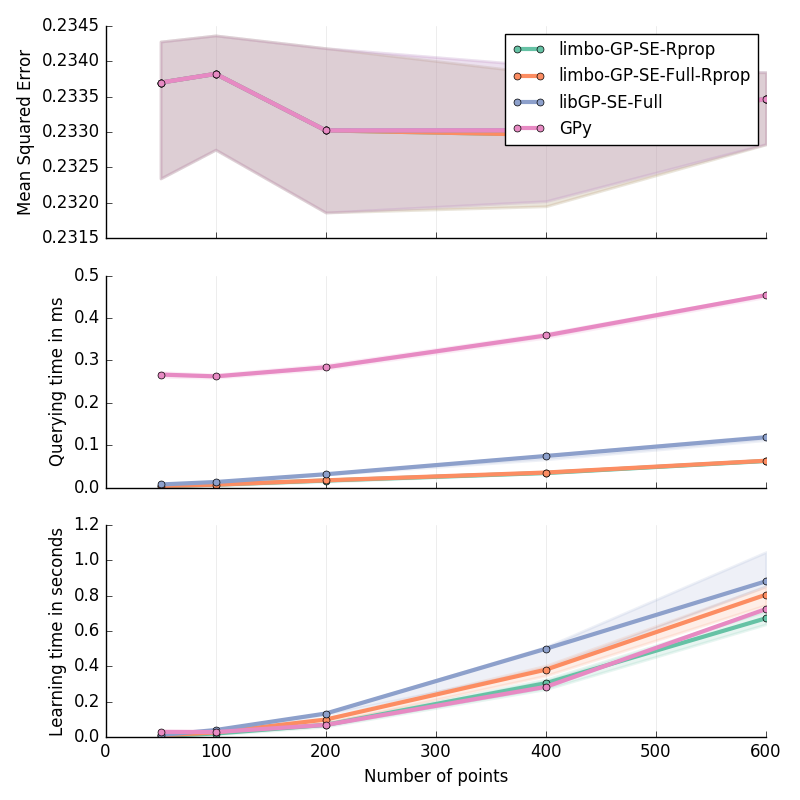 0.2345
0.2340
0.2335
0.2330
0.2325
0.2320
0.2315
Mean Squared Error
limbo-GP-SE-Rprop
limbo-GP-SE-Full-Rprop
libGP-SE-Full
GPy
0.5
0.4
0.3
0.2
0.1
0.0
Querying time in ms
1.2
1.0
0.8
0.6
0.4
0.2
0.0
Learning time in seconds
0 100 200 300 400 500 600
Number of points